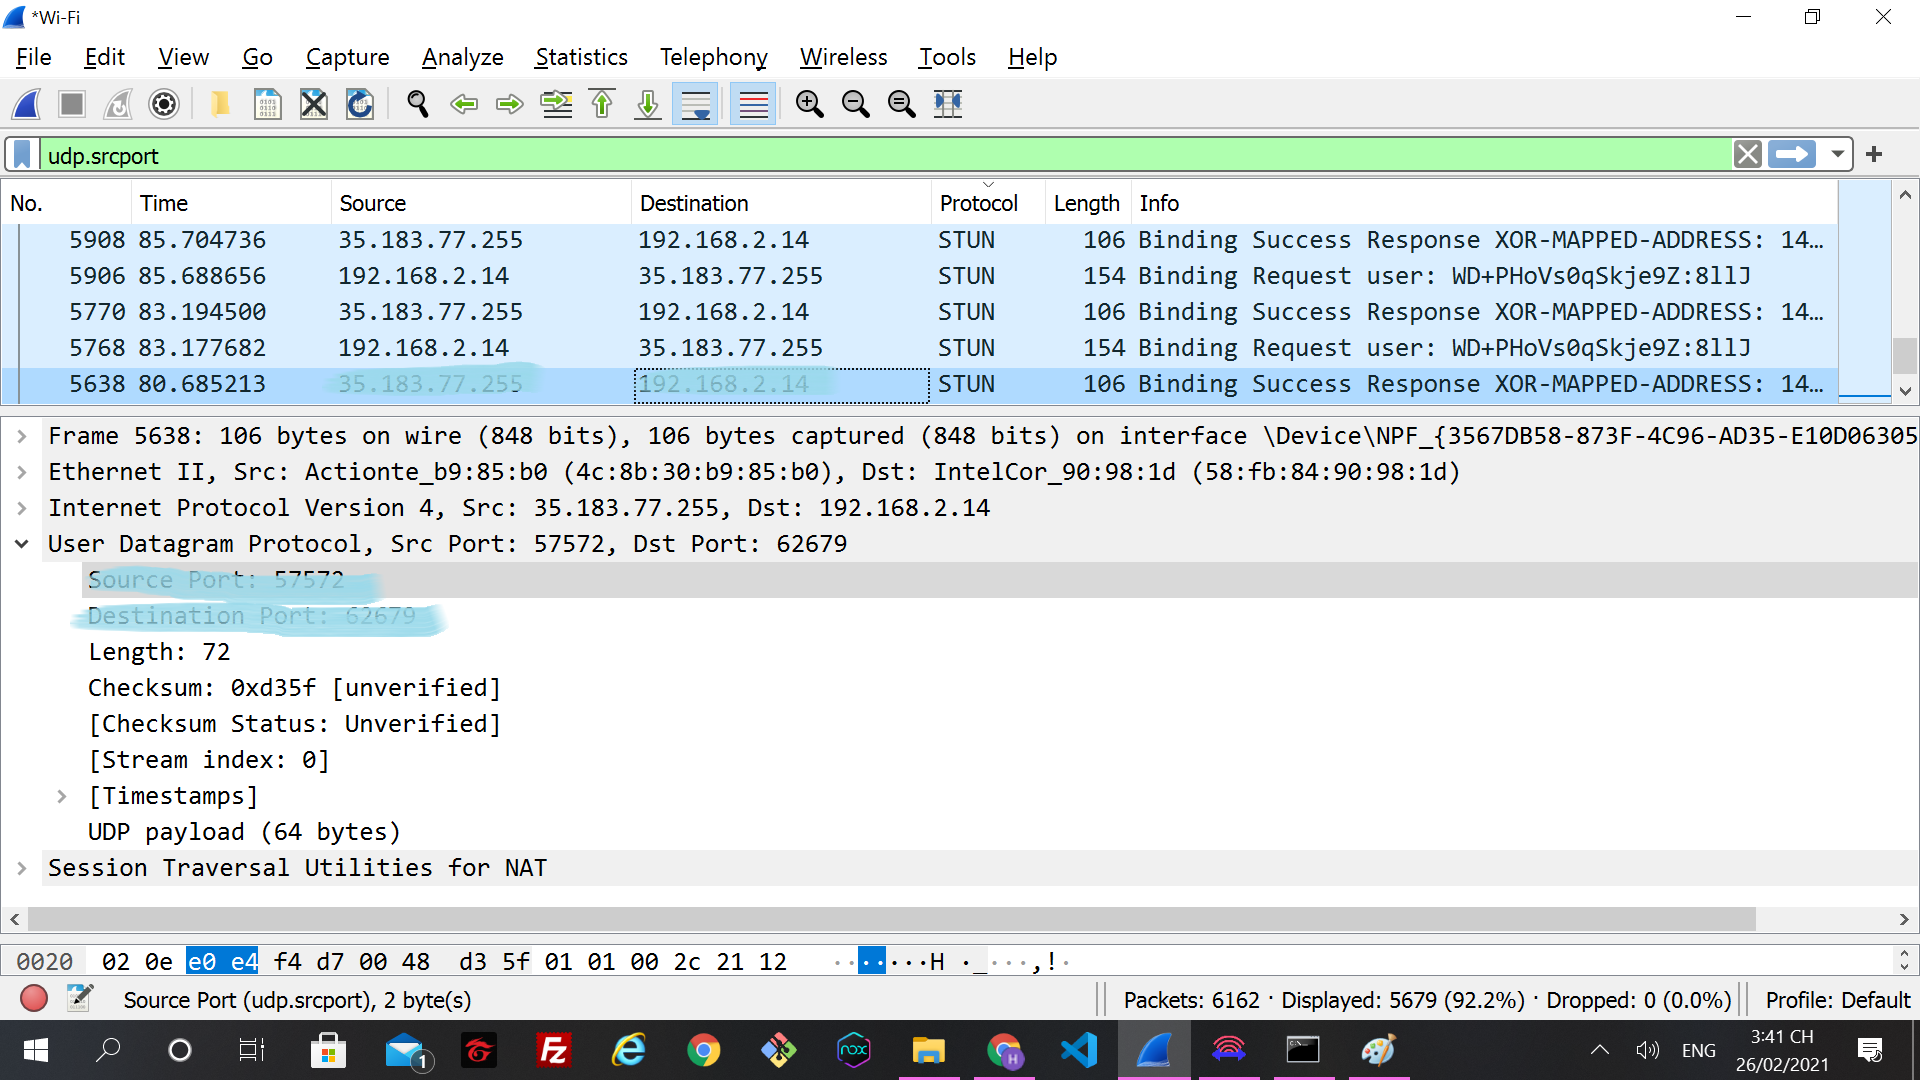 *Wi-Fi
File Edit View Go Capture Analyze Statistics Telephony Wireless Tools Help
udp.srcport
No. Time Source Destination Protocol Length Info
5908 85.704736 35.183.77.255 192.168.2.14 STUN 106 Binding Success Response XOR-MAPPED-ADDRESS: 14…
5906 85.688656 192.168.2.14 35.183.77.255 STUN 154 Binding Request user: WD+PHoVs0qSkje9Z:8llJ
5770 83.194500 35.183.77.255 192.168.2.14 STUN 106 Binding Success Response XOR-MAPPED-ADDRESS: 14…
5768 83.177682 192.168.2.14 35.183.77.255 STUN 154 Binding Request user: WD+PHoVs0qSkje9Z:8llJ
5638 80.685213 35.183.77.255 192.168.2.14 STUN 106 Binding Success Response XOR-MAPPED-ADDRESS: 14…
Frame 5638: 106 bytes on wire (848 bits), 106 bytes captured (848 bits) on interface \Device\NPF_{3567DB58-873F-4C96-AD35-E10D06305
Ethernet II, Src: Actionte_b9:85:b0 (4c:8b:30:b9:85:b0), Dst: IntelCor_90:98:1d (58:fb:84:90:98:1d)
Internet Protocol Version 4, Src: 35.183.77.255, Dst: 192.168.2.14
User Datagram Protocol, Src Port: 57572, Dst Port: 62679
Source Port: 57572
Destination Port: 62679
Length: 72
Checksum: 0xd35f [unverified]
[Checksum Status: Unverified]
[Stream index: 0]
[Timestamps]
UDP payload (64 bytes)
Session Traversal Utilities for NAT
0020 02 0e e0 e4 f4 d7 00 48 d3 5f 01 01 00 2c 21 12 ·······H ·_···,!·
Source Port (udp.srcport), 2 byte(s) Packets: 6162 · Displayed: 5679 (92.2%) · Dropped: 0 (0.0%) Profile: Default
1 FZ nox H ENG 3:41 CH
26/02/2021